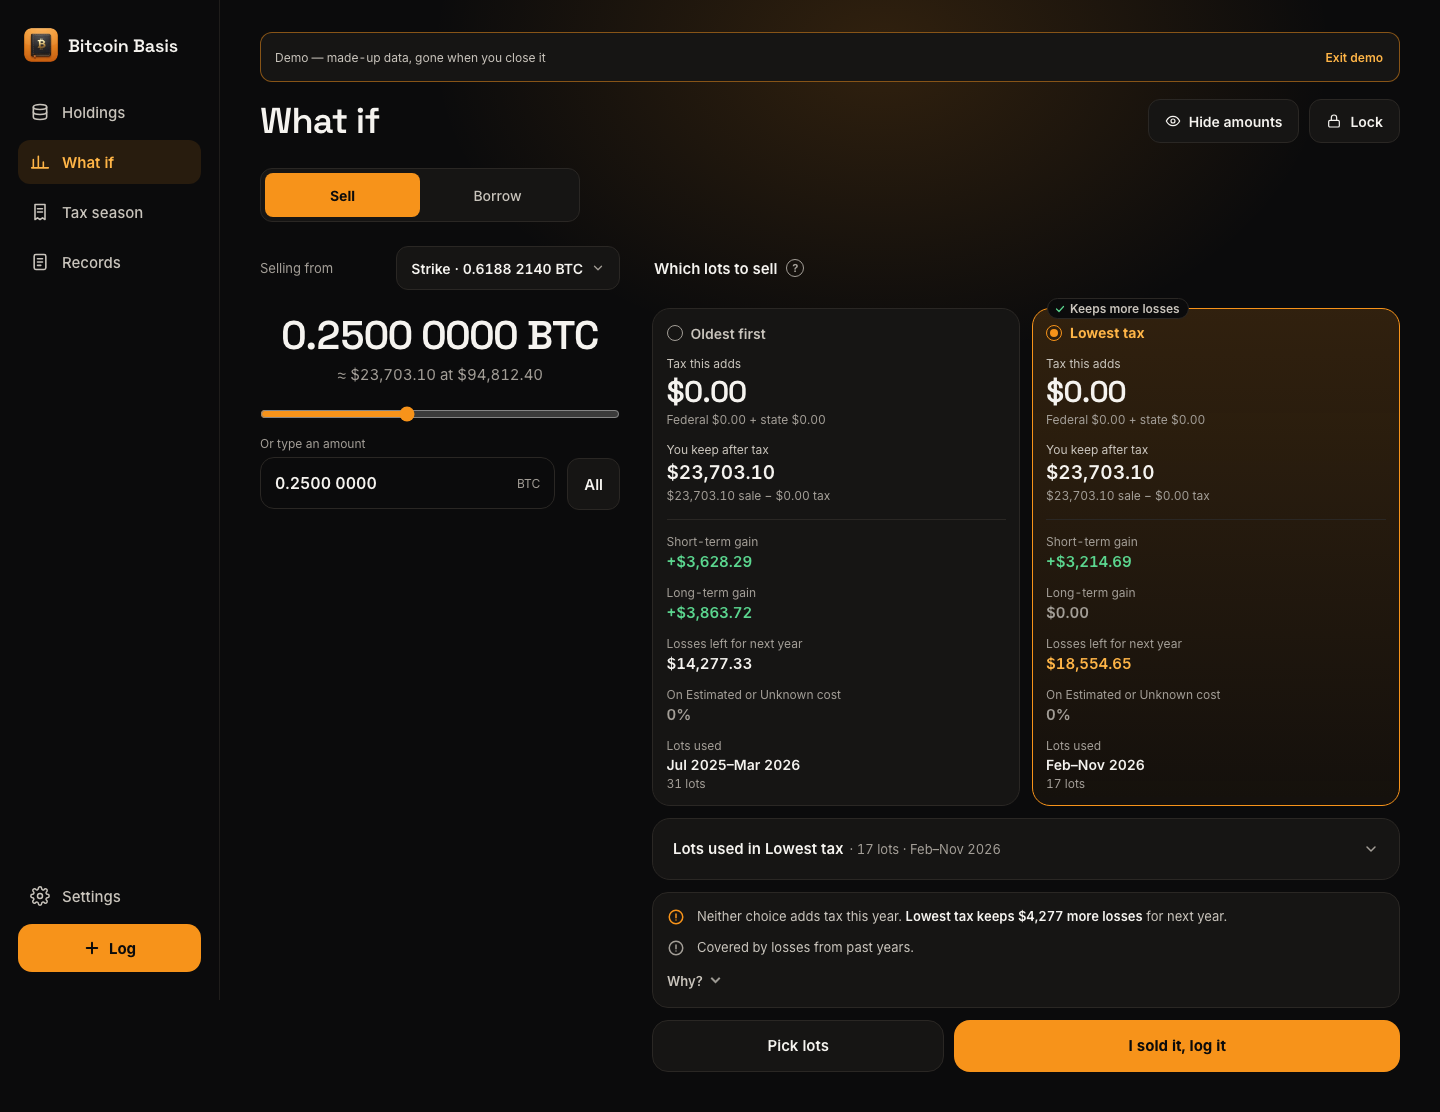 Bitcoin Basis
Holdings
What if
Tax season
Records
Settings
+ Log
Demo — made-up data, gone when you close it
Exit demo
What if
Hide amounts
Lock
Sell
Borrow
Selling from
Strike · 0.6188 2140 BTC
0.2500 0000 BTC
≈ $23,703.10 at $94,812.40
Or type an amount
0.2500 0000 BTC
All
Which lots to sell ?
Oldest first
Tax this adds
$0.00
Federal $0.00 + state $0.00
You keep after tax
$23,703.10
$23,703.10 sale − $0.00 tax
Short-term gain
+$3,628.29
Long-term gain
+$3,863.72
Losses left for next year
$14,277.33
On Estimated or Unknown cost
0%
Lots used
Jul 2025–Mar 2026
31 lots
Keeps more losses
Lowest tax
Tax this adds
$0.00
Federal $0.00 + state $0.00
You keep after tax
$23,703.10
$23,703.10 sale − $0.00 tax
Short-term gain
+$3,214.69
Long-term gain
$0.00
Losses left for next year
$18,554.65
On Estimated or Unknown cost
0%
Lots used
Feb–Nov 2026
17 lots
Lots used in Lowest tax · 17 lots · Feb–Nov 2026
Neither choice adds tax this year. Lowest tax keeps $4,277 more losses for next year.
Covered by losses from past years.
Why?
Pick lots
I sold it, log it